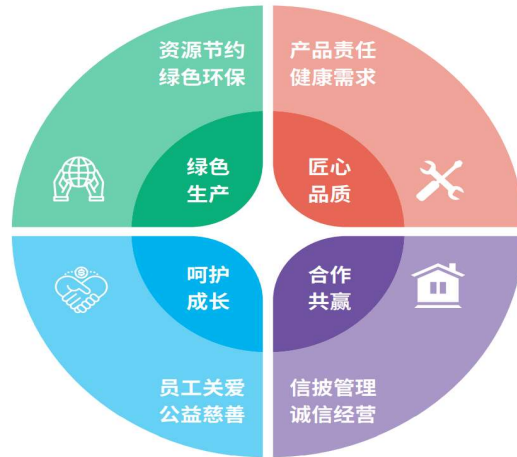 资源节约
绿色环保
产品责任
健康需求
绿色
生产
匠心
品质
呵护
成长
合作
共赢
员工关爱
公益慈善
信披管理
诚信经营